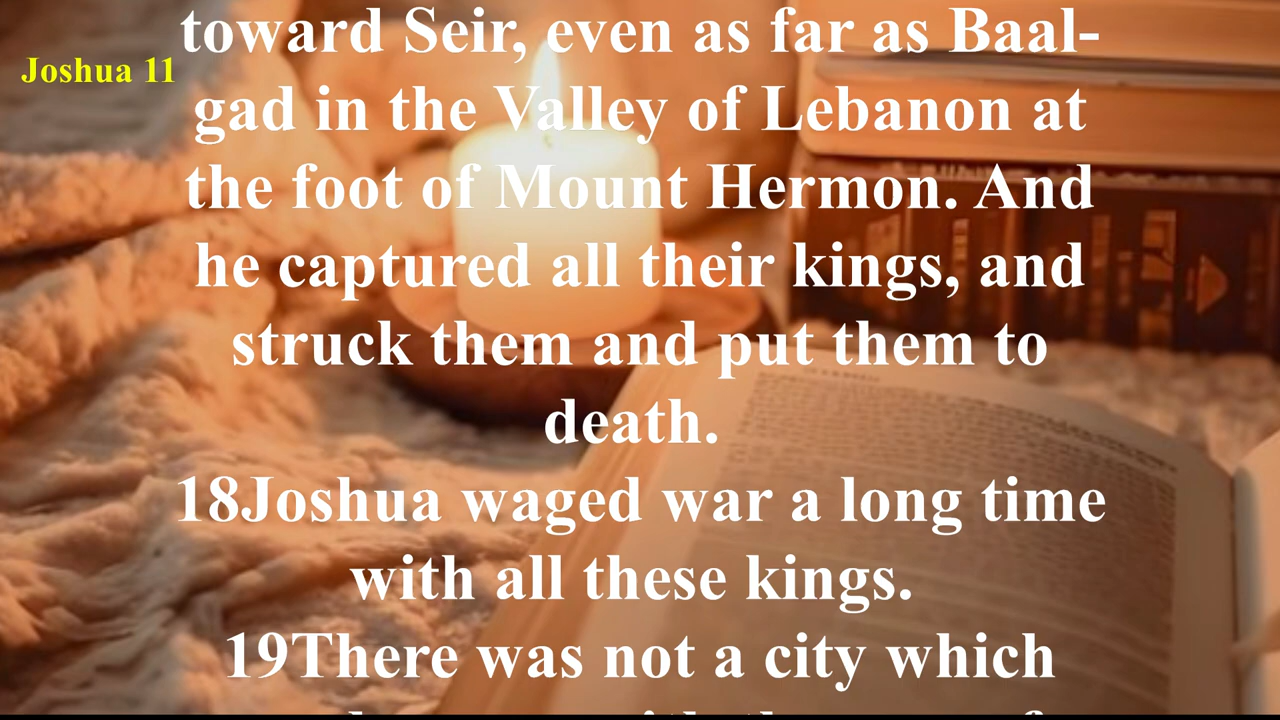 Joshua 11
toward Seir, even as far as Baal-
gad in the Valley of Lebanon at
the foot of Mount Hermon. And
he captured all their kings, and
struck them and put them to
death.
18Joshua waged war a long time
with all these kings.
19There was not a city which